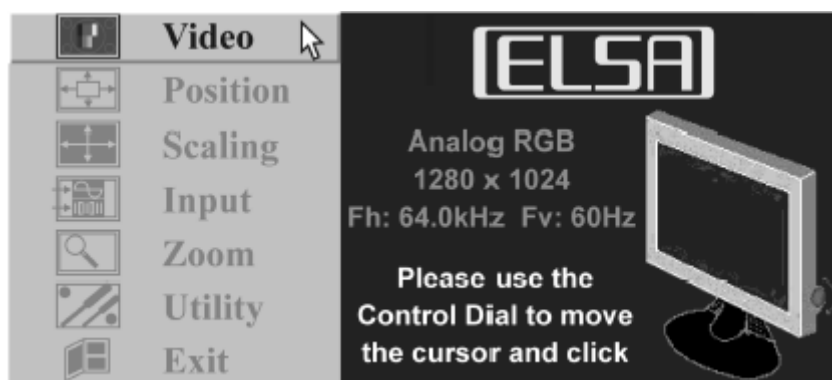 Video
Position
Scaling
Input
Zoom
Utility
Exit
ELSA
Analog RGB
1280 x 1024
Fh: 64.0kHz Fv: 60Hz
Please use the
Control Dial to move
the cursor and click